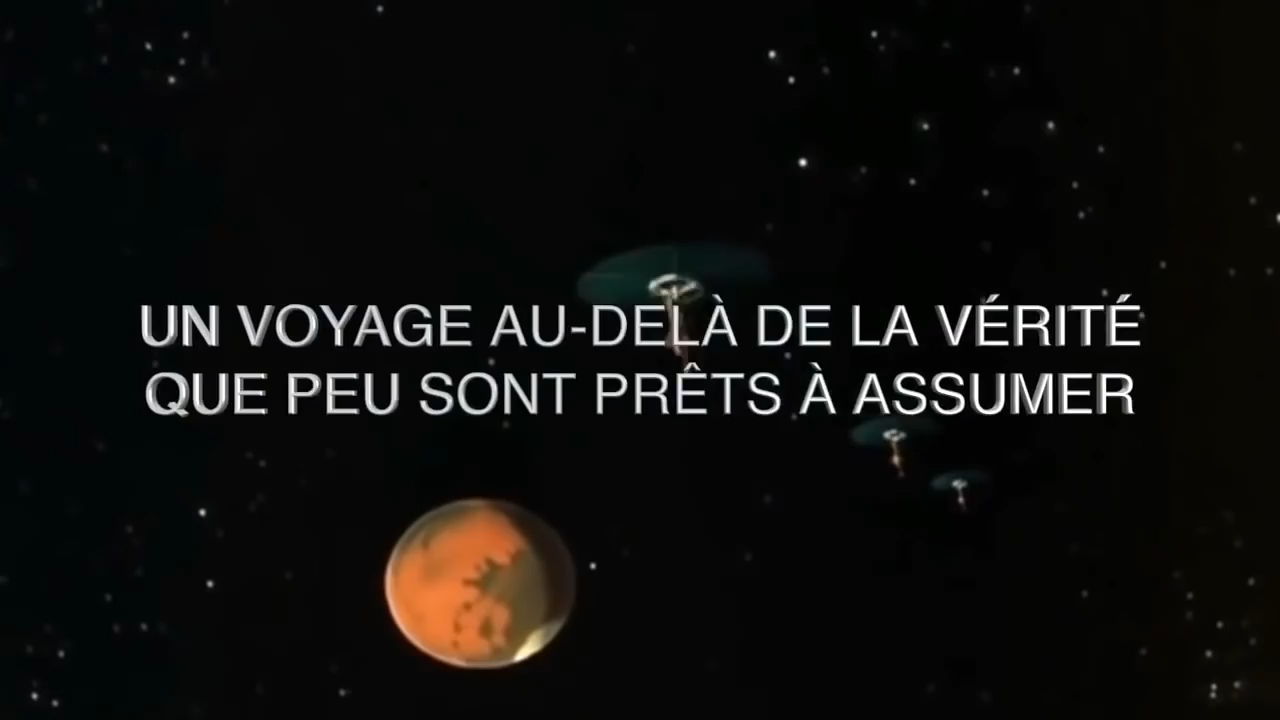 UN VOYAGE AU-DELÀ DE LA VÉRITÉ
QUE PEU SONT PRÊTS À ASSUMER